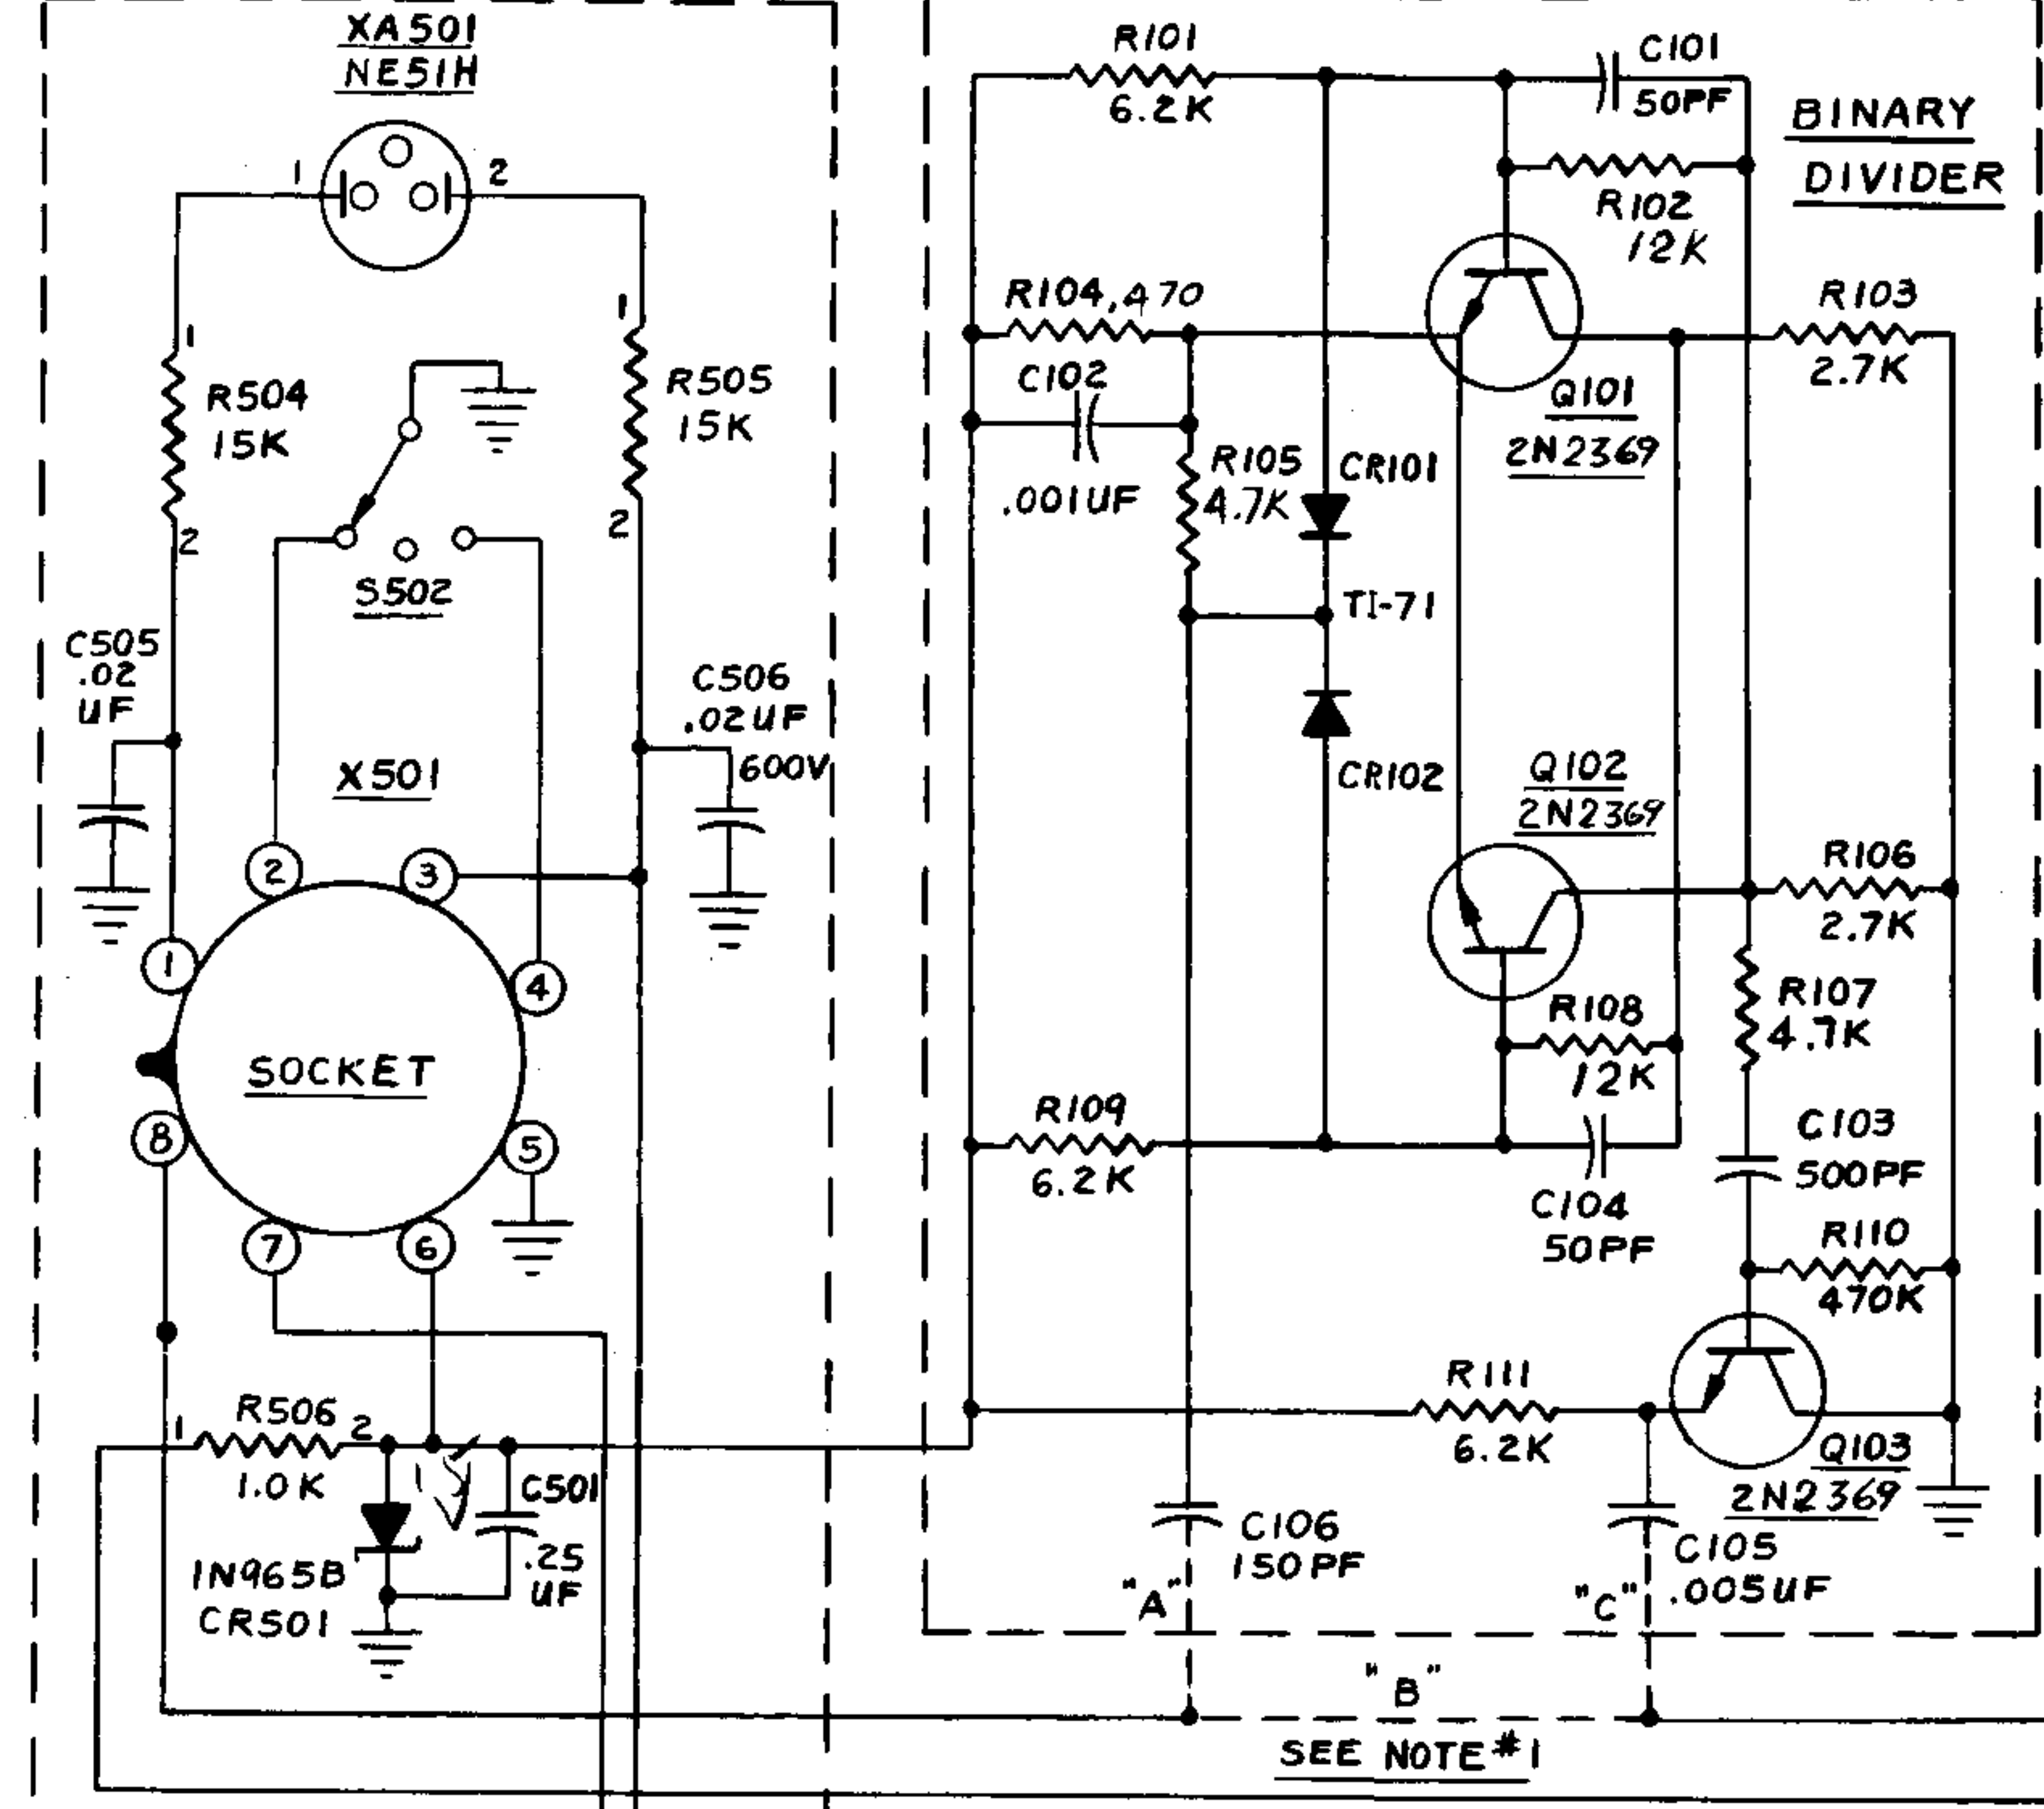 XA501
NE51H
1
2
1
R504
15K
2
1
R505
15K
2
S502
C505
.02
UF
C506
.02UF
600V
X501
2
3
1
4
SOCKET
8
5
7
6
1
R506
2
1.0K
C501
.25
UF
1N965B
CR501
R101
6.2K
C101
50PF
BINARY
DIVIDER
R102
12K
R104,470
R103
2.7K
C102
.001UF
Q101
2N2369
R105
4.7K
CR101
TI-71
CR102
Q102
2N2369
R106
2.7K
R107
4.7K
R108
12K
R109
6.2K
C103
500PF
C104
50PF
R110
470K
R111
6.2K
Q103
2N2369
C106
150PF
C105
.005UF
"A"
"C"
"B"
SEE NOTE #1